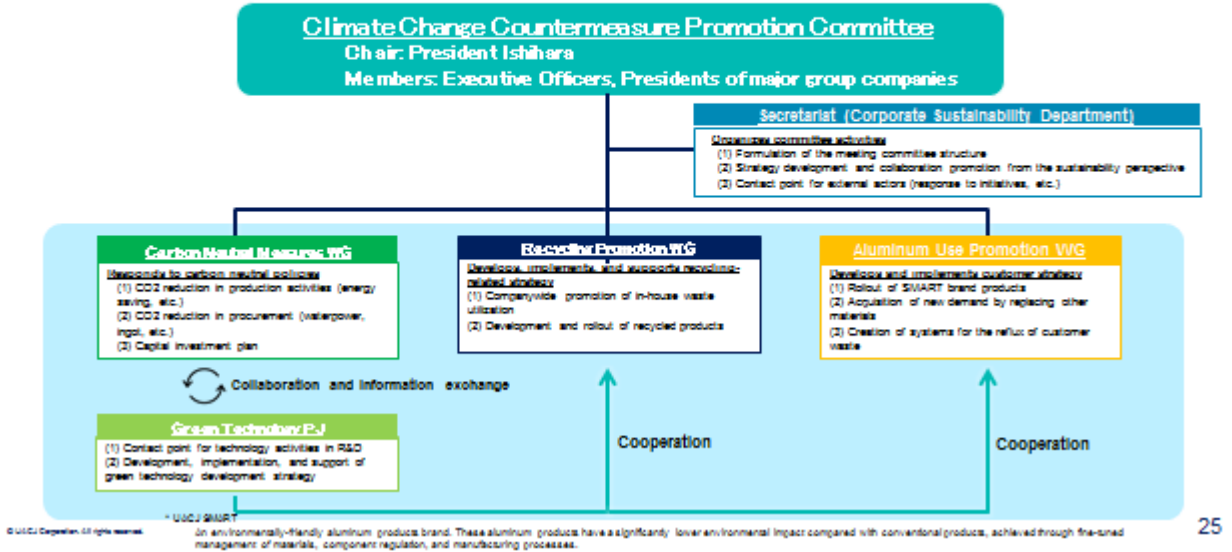 Climate Change Countermeasure Promotion Committee
Chair: President Ishihara
Members: Executive Officers, Presidents of major group companies
Secretariat (Corporate Sustainability Department)
Organizes committee activities
(1) Formulation of the meeting committee structure
(2) Strategy development and collaboration promotion from the sustainability perspective
(3) Contact point for external actors (response to initiatives, etc.)
Carbon Neutral Measures WG
Responds to carbon neutral policies
(1) CO2 reduction in production activities (energy
saving, etc.)
(2) CO2 reduction in procurement (waterpower,
ingot, etc.)
(3) Capital investment plan
Recycling Promotion WG
Develops, implements, and supports recycling-
related strategy
(1) Companywide promotion of in-house waste
utilization
(2) Development and rollout of recycled products
Aluminum Use Promotion WG
Develops and implements customer strategy
(1) Rollout of SMART brand products
(2) Acquisition of new demand by replacing other
materials
(3) Creation of systems for the reflux of customer
waste
Collaboration and information exchange
Green Technology PJ
(1) Contact point for technology activities in R&D
(2) Development, implementation, and support of
green technology development strategy
Cooperation
Cooperation
* UACJ SMART
An environmentally-friendly aluminum products brand. These aluminum products have a significantly lower environmental impact compared with conventional products, achieved through fine-tuned
management of materials, component regulation, and manufacturing processes.
© UACJ Corporation. All rights reserved.
25